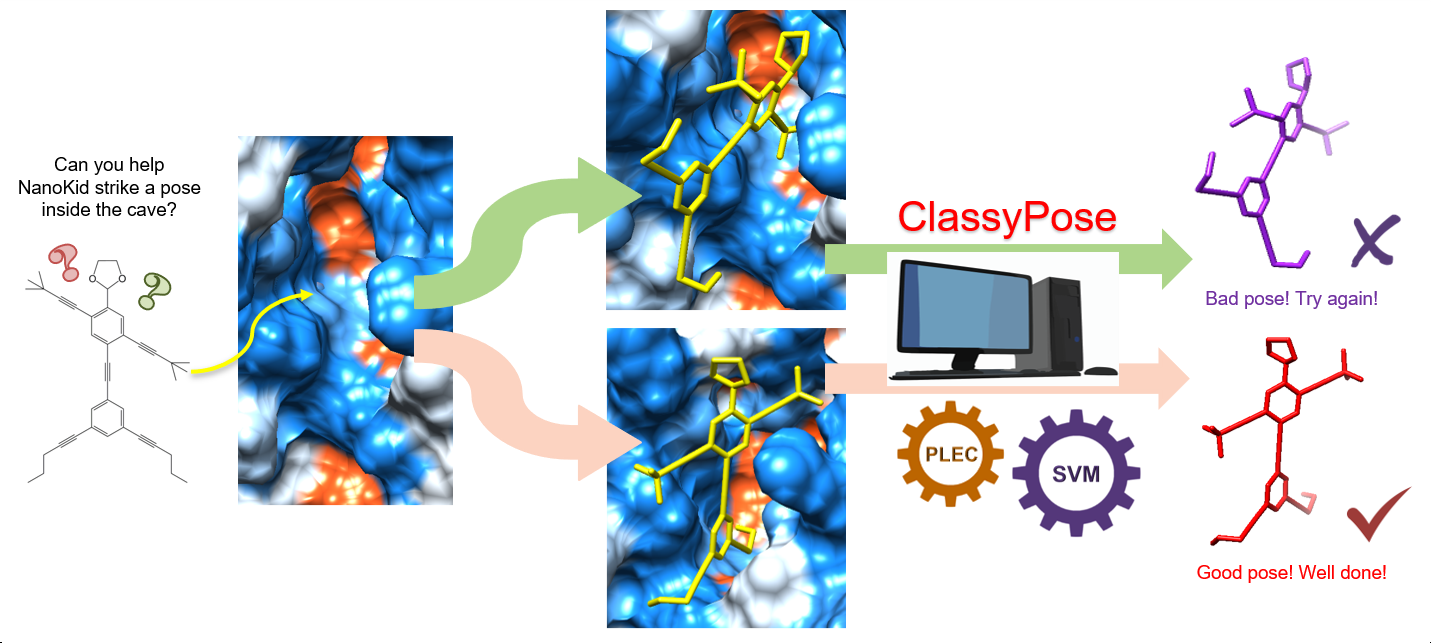 Can you help
NanoKid strike a pose
inside the cave?
O
O
ClassyPose
Bad pose! Try again!
PLEC
SVM
Good pose! Well done!